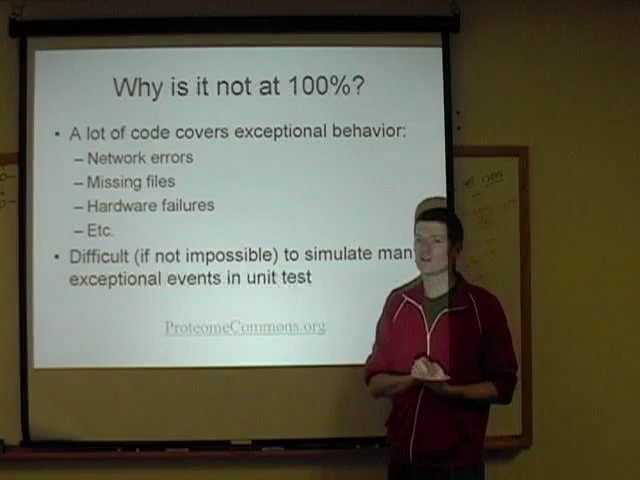 Why is it not at 100%?
• A lot of code covers exceptional behavior:
– Network errors
– Missing files
– Hardware failures
– Etc.
• Difficult (if not impossible) to simulate man
exceptional events in unit test
ProteomeCommons.org